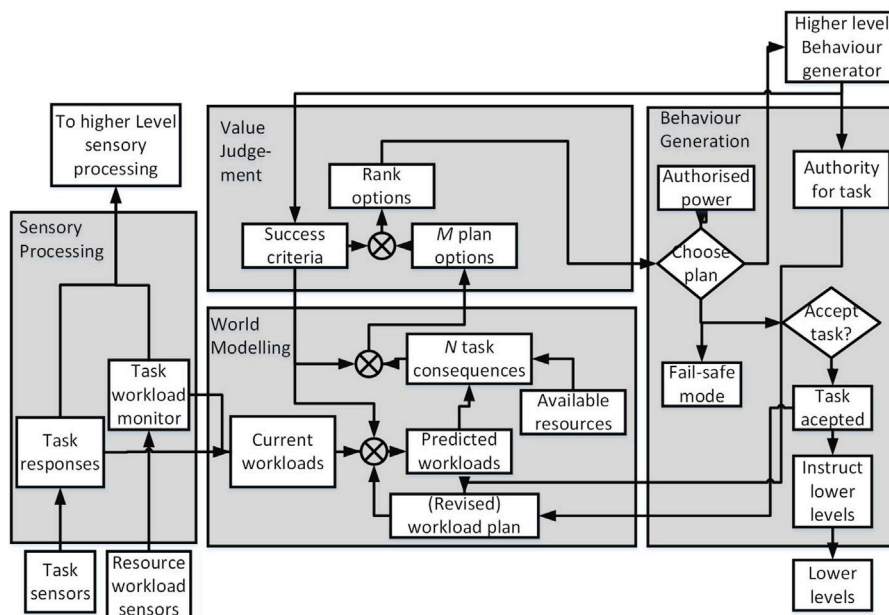 Higher level
Behaviour
generator
To higher Level
sensory
processing
Value
Judge-
ment
Rank
options
Success
criteria
M plan
options
Behaviour
Generation
Authorised
power
Authority
for task
Choose
plan
Accept
task?
Fail-safe
mode
Task
acepted
Instruct
lower
levels
Lower
levels
Sensory
Processing
Task
workload
monitor
Task
responses
Task
sensors
Resource
workload
sensors
World
Modelling
N task
consequences
Available
resources
Current
workloads
Predicted
workloads
(Revised)
workload plan